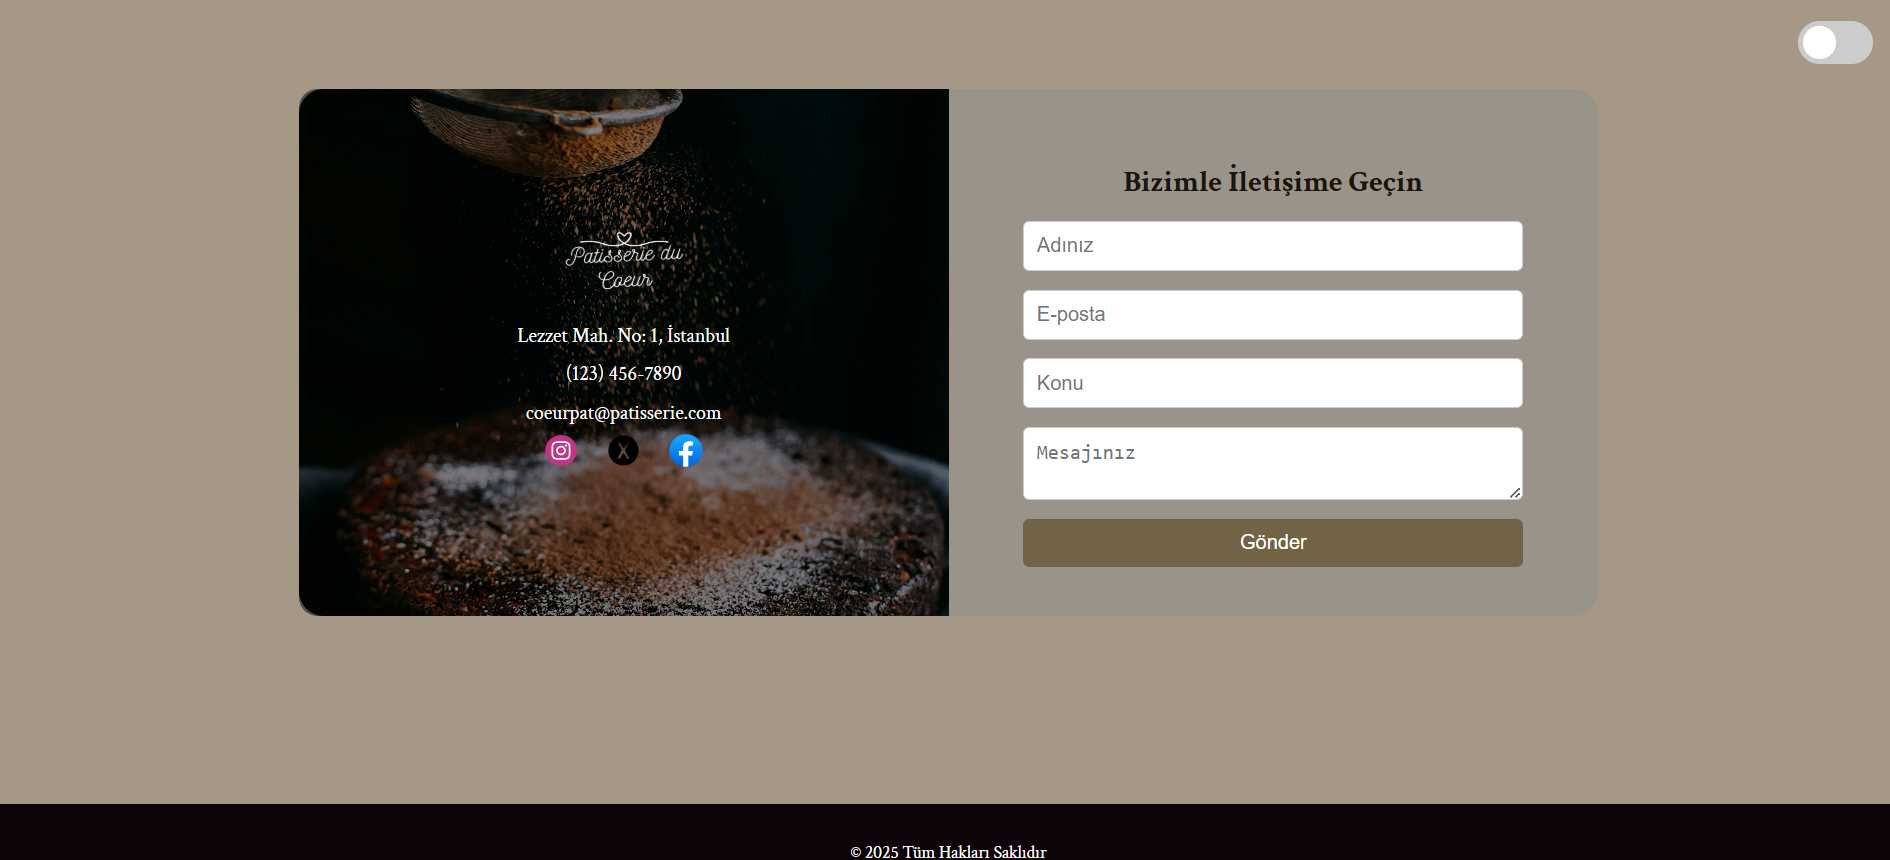 Patisserie du
Coeur
Lezzet Mah. No: 1, İstanbul
(123) 456-7890
coeurpat@patisserie.com
X
Bizimle İletişime Geçin
Adınız
E-posta
Konu
Mesajınız
Gönder
© 2025 Tüm Hakları Saklıdır